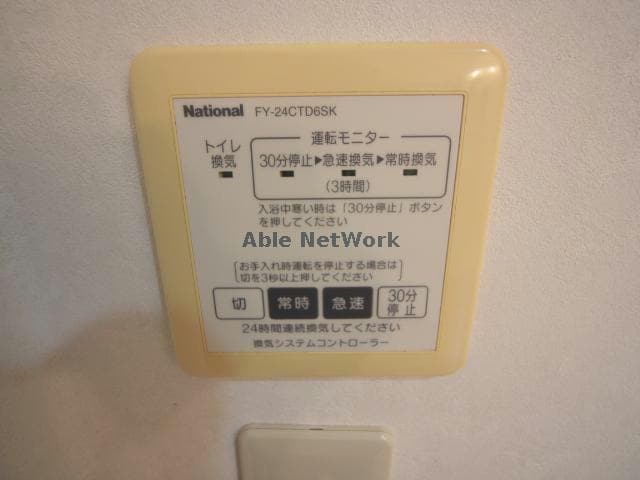 National FY-24CTD6SK
運転モニター
トイレ
換気
30分停止▶急速換気▶常時換気
(3時間)
入浴中寒い時は「30分停止」ボタン
を押してください
Able NetWork
お手入れ時運転を停止する場合は
切を3秒以上押してください
切 常時 急速 30分
停止
24時間連続換気してください
換気システムコントローラー